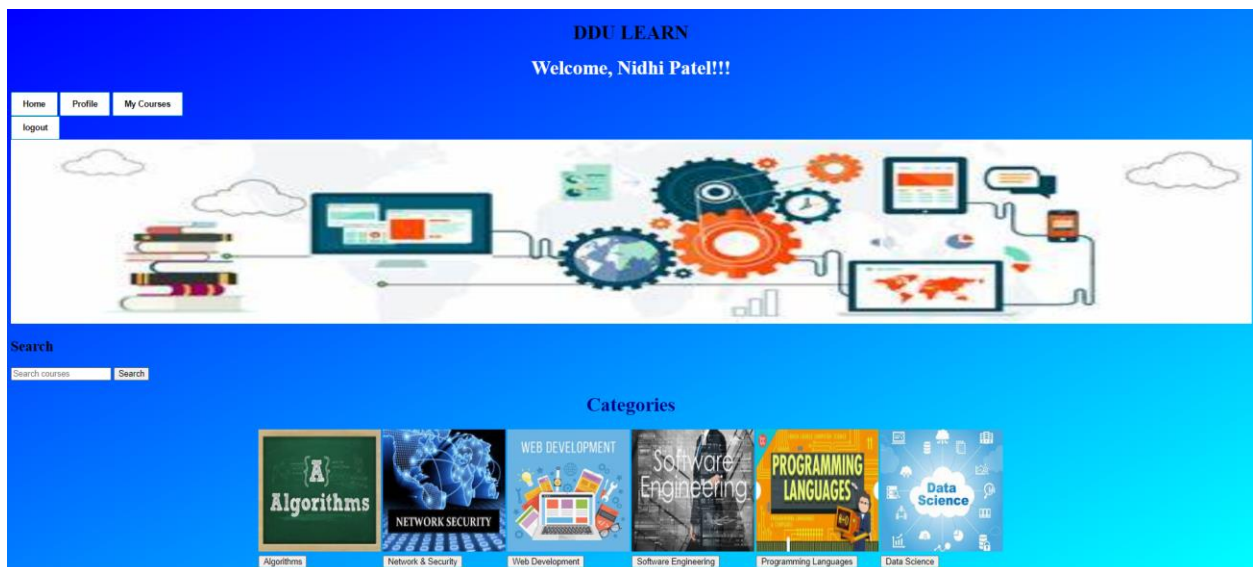 DDU LEARN
Welcome, Nidhi Patel!!!
Home Profile My Courses
logout
Search
Search courses Search
Categories
{A}
Algorithms
NETWORK SECURITY
WEB DEVELOPMENT
Software
Engineering
PROGRAMMING
LANGUAGES
Data
Science
Algorithms Network & Security Web Development Software Engineering Programming Languages Data Science